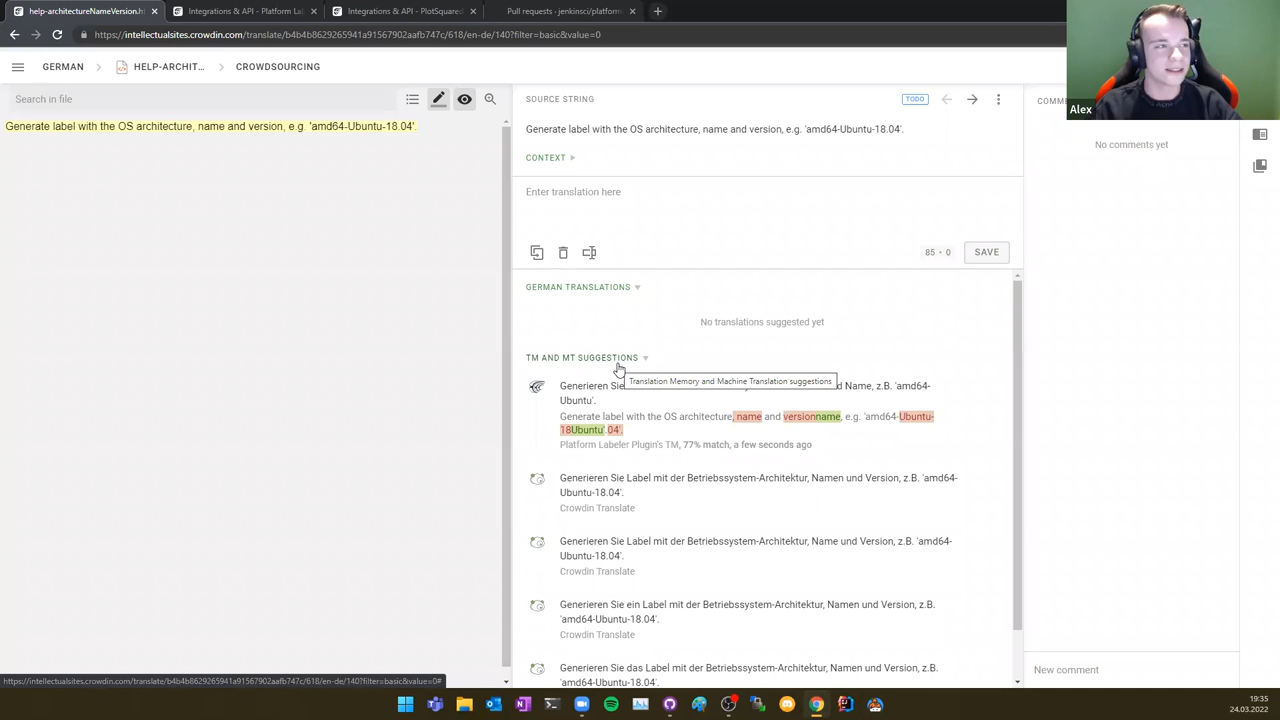 help-architectureNameVersion.ht
Integrations & API - Platform Lab
Integrations & API - PlotSquared
Pull requests · jenkinsci/platform
https://intellectualsites.crowdin.com/translate/b4b4b8629265941a91567902aafb747c/618/en-de/140?filter=basic&value=0
GERMAN
HELP-ARCHIT...
CROWDSOURCING
Alex
Search in file
SOURCE STRING
TODO
Generate label with the OS architecture, name and version, e.g. 'amd64-Ubuntu-18.04'.
Generate label with the OS architecture, name and version, e.g. 'amd64-Ubuntu-18.04'.
CONTEXT
No comments yet
Enter translation here
85 • 0
SAVE
GERMAN TRANSLATIONS
No translations suggested yet
TM AND MT SUGGESTIONS
Translation Memory and Machine Translation suggestions
Generieren Sie d Name, z.B. 'amd64-
Ubuntu'.
Generate label with the OS architecture, name and versionname, e.g. 'amd64-Ubuntu-
18Ubuntu'.04'.
Platform Labeler Plugin's TM, 77% match, a few seconds ago
Generieren Sie Label mit der Betriebssystem-Architektur, Namen und Version, z.B. 'amd64-
Ubuntu-18.04'.
Crowdin Translate
Generieren Sie Label mit der Betriebssystem-Architektur, Name und Version, z.B. 'amd64-
Ubuntu-18.04'.
Crowdin Translate
Generieren Sie ein Label mit der Betriebssystem-Architektur, Namen und Version, z.B.
'amd64-Ubuntu-18.04'.
Crowdin Translate
Generieren Sie das Label mit der Betriebssystem-Architektur, Namen und Version, z.B.
'amd64-Ubuntu-18.04'.
New comment
https://intellectualsites.crowdin.com/translate/b4b4b8629265941a91567902aafb747c/618/en-de/140?filter=basic&value=0#
19:35
24.03.2022